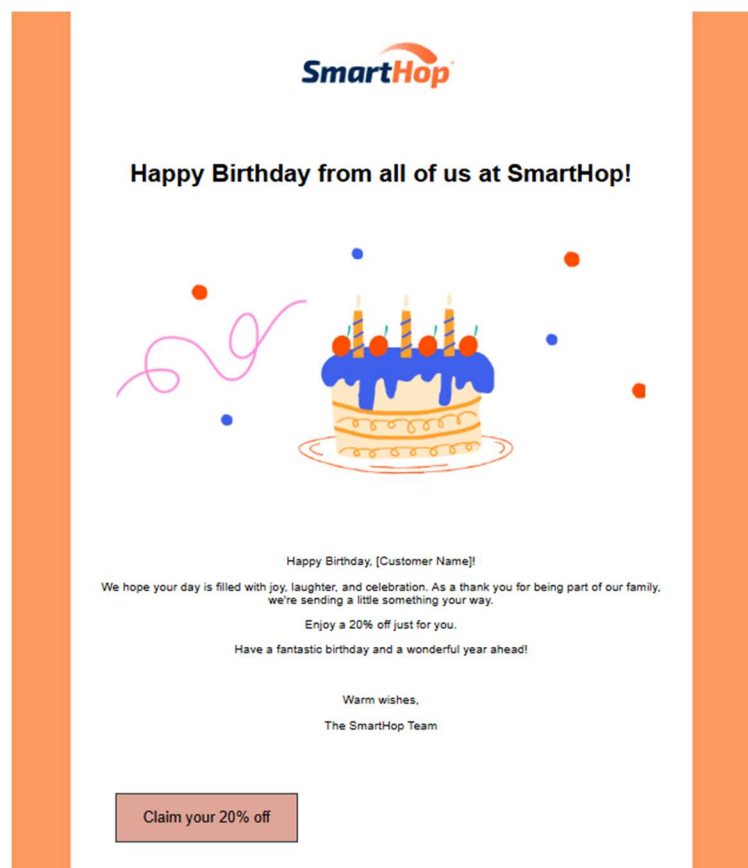 SmartHop
Happy Birthday from all of us at SmartHop!
Happy Birthday, [Customer Name]!
We hope your day is filled with joy, laughter, and celebration. As a thank you for being part of our family,
we're sending a little something your way.
Enjoy a 20% off just for you.
Have a fantastic birthday and a wonderful year ahead!
Warm wishes,
The SmartHop Team
Claim your 20% off